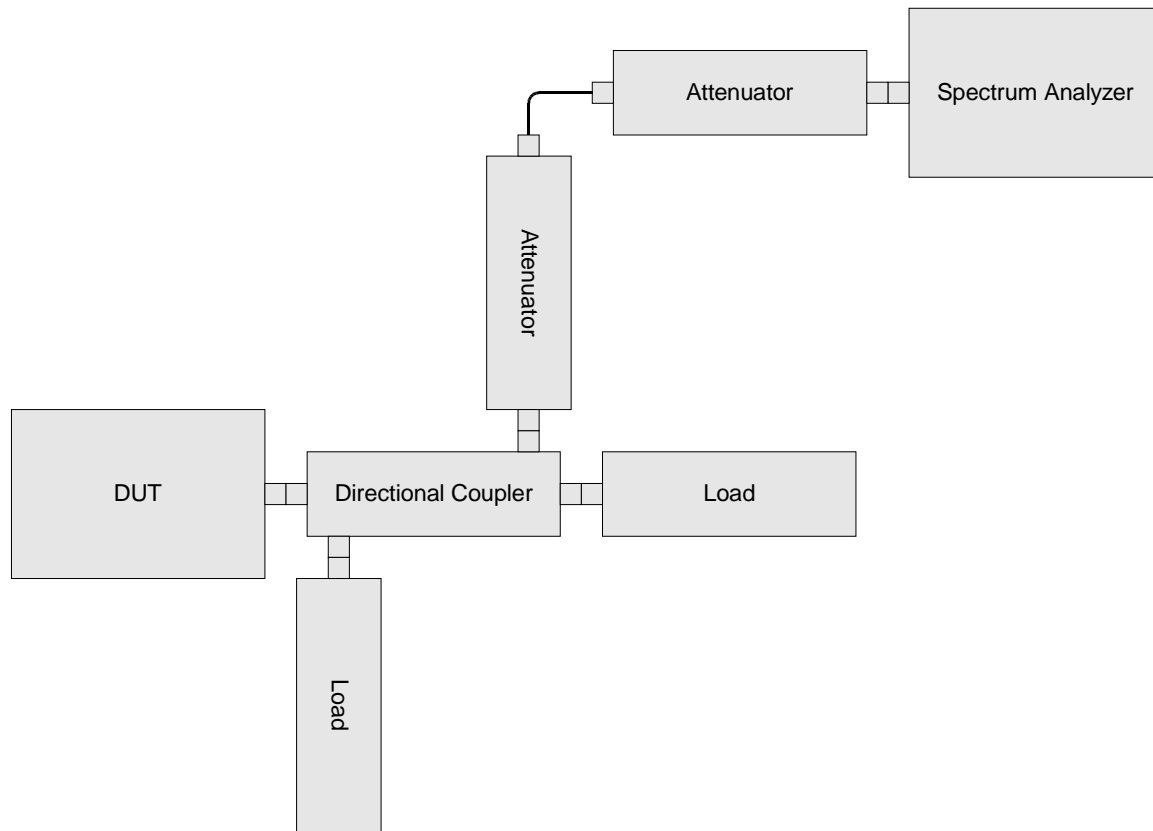 Attenuator
Spectrum Analyzer
Attenuator
DUT
Directional Coupler
Load
Load